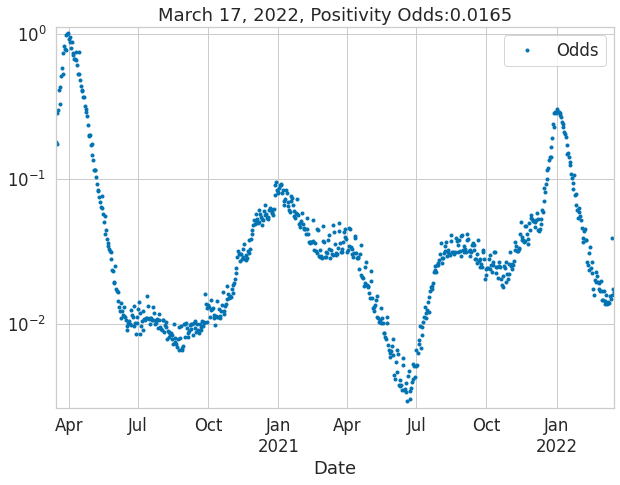 March 17, 2022, Positivity Odds:0.0165
Odds
10⁰
10⁻¹
10⁻²
Apr Jul Oct Jan Apr Jul Oct Jan
2021 2022
Date